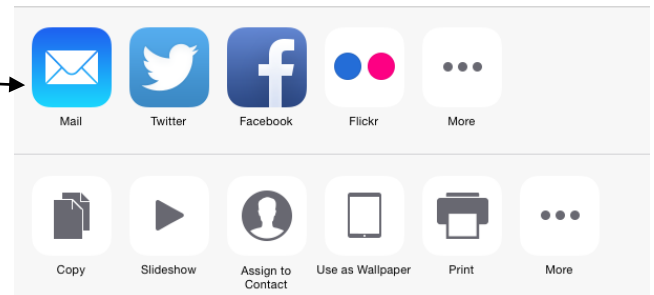 Mail Twitter Facebook Flickr More
Copy Slideshow Assign to Contact Use as Wallpaper Print More